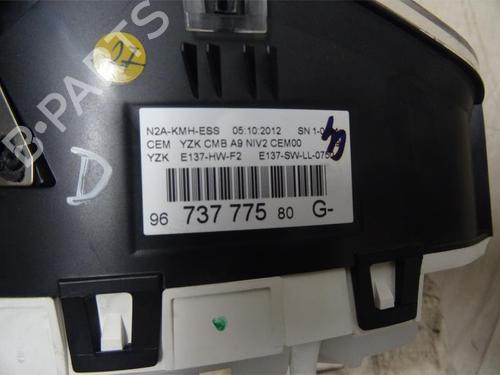 07
B-PARTS
N2A-KMH-ESS 05:10:2012 SN 1-0
CEM YZK CMB A9 NIV2 CEM00
YZK E137-HW-F2 E137-SW-LL-075
96 737 775 80 G-
D